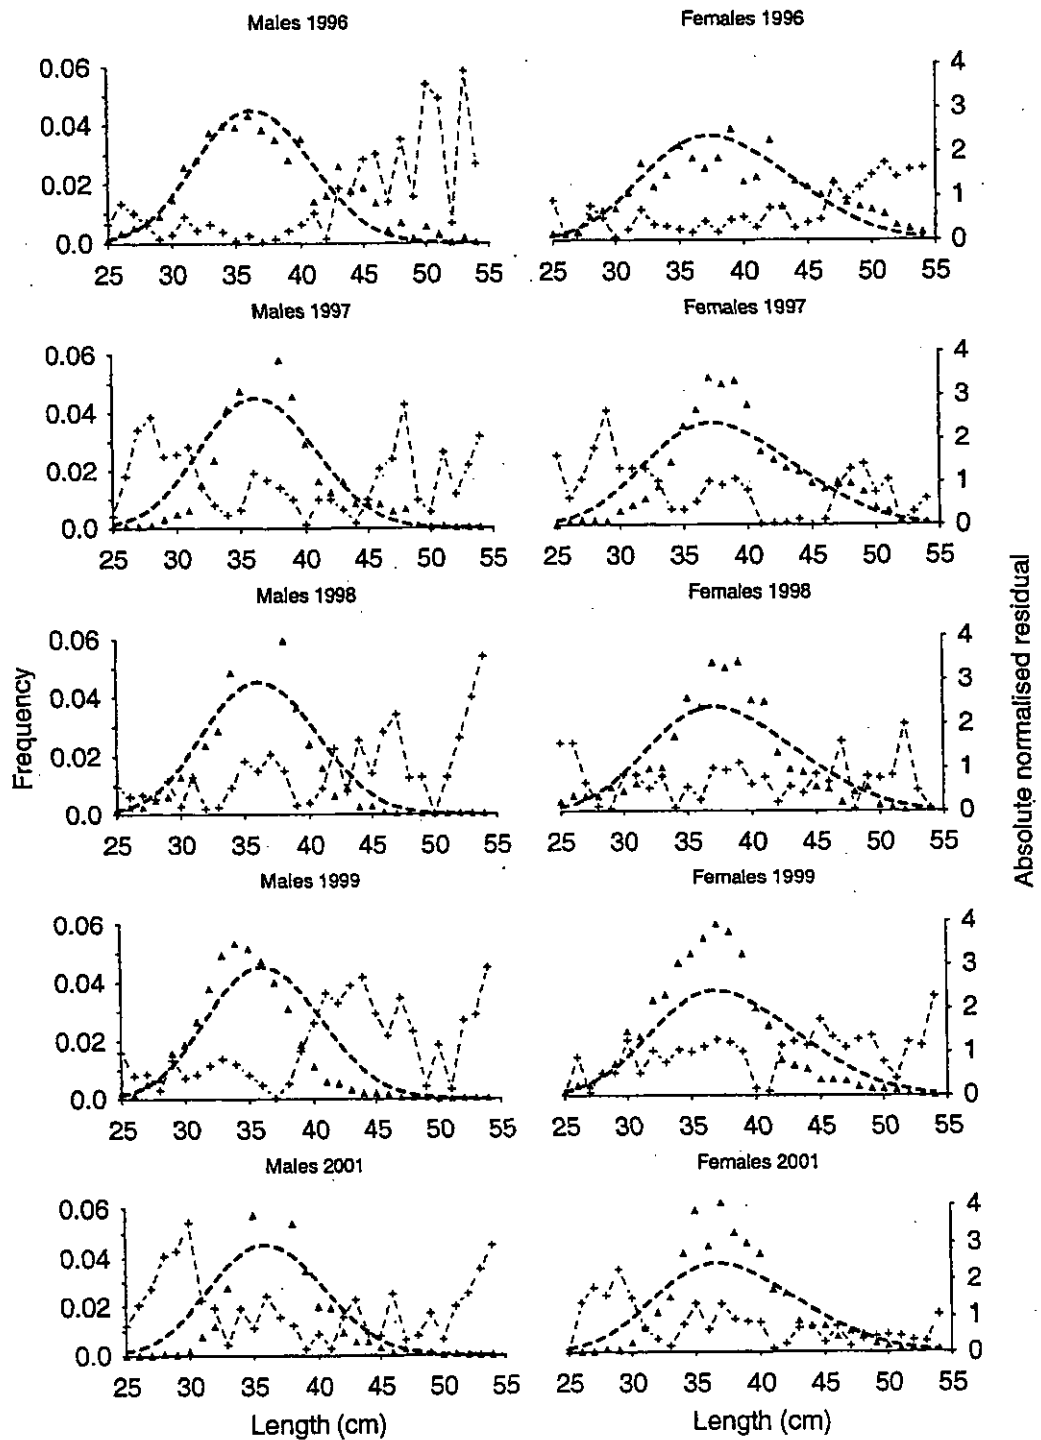 Males 1996
Females 1996
0.06
0.04
0.02
0.0
4
3
2
1
0
25 30 35 40 45 50 55
25 30 35 40 45 50 55
Males 1997
Females 1997
0.06
0.04
0.02
0.0
4
3
2
1
0
25 30 35 40 45 50 55
25 30 35 40 45 50 55
Males 1998
Females 1998
0.06
0.04
0.02
0.0
4
3
2
1
0
25 30 35 40 45 50 55
25 30 35 40 45 50 55
Frequency
Absolute normalised residual
Males 1999
Females 1999
0.06
0.04
0.02
0.0
4
3
2
1
0
25 30 35 40 45 50 55
25 30 35 40 45 50 55
Males 2001
Females 2001
0.06
0.04
0.02
0.0
4
3
2
1
0
25 30 35 40 45 50 55
25 30 35 40 45 50 55
Length (cm)
Length (cm)